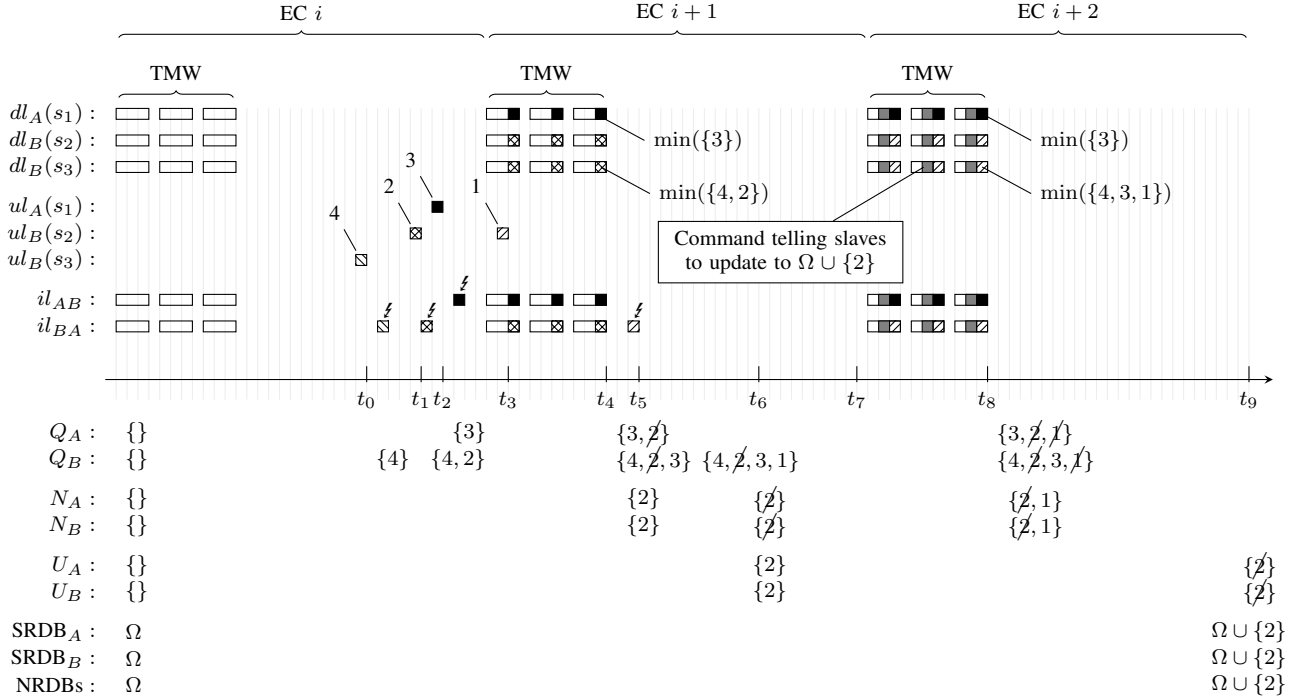 EC i EC i + 1 EC i + 2
TMW TMW TMW
dl_A(s_1) :
dl_B(s_2) : min({3}) min({3})
dl_B(s_3) :
3 min({4, 2}) min({4, 3, 1})
2 1
ul_A(s_1) :
4
ul_B(s_2) :
Command telling slaves
to update to Ω ∪ {2}
ul_B(s_3) :
il_AB :
il_BA :
t_0 t_1 t_2 t_3 t_4 t_5 t_6 t_7 t_8 t_9
Q_A : {} {3} {3, 2̸} {3, 2̸, 1̸}
Q_B : {} {4} {4, 2} {4, 2̸, 3} {4, 2̸, 3, 1} {4, 2̸, 3, 1̸}
N_A : {} {2} {2̸} {2̸, 1}
N_B : {} {2} {2̸} {2̸, 1}
U_A : {} {2} {2̸}
U_B : {} {2} {2̸}
SRDB_A : Ω Ω ∪ {2}
SRDB_B : Ω Ω ∪ {2}
NRDBs : Ω Ω ∪ {2}